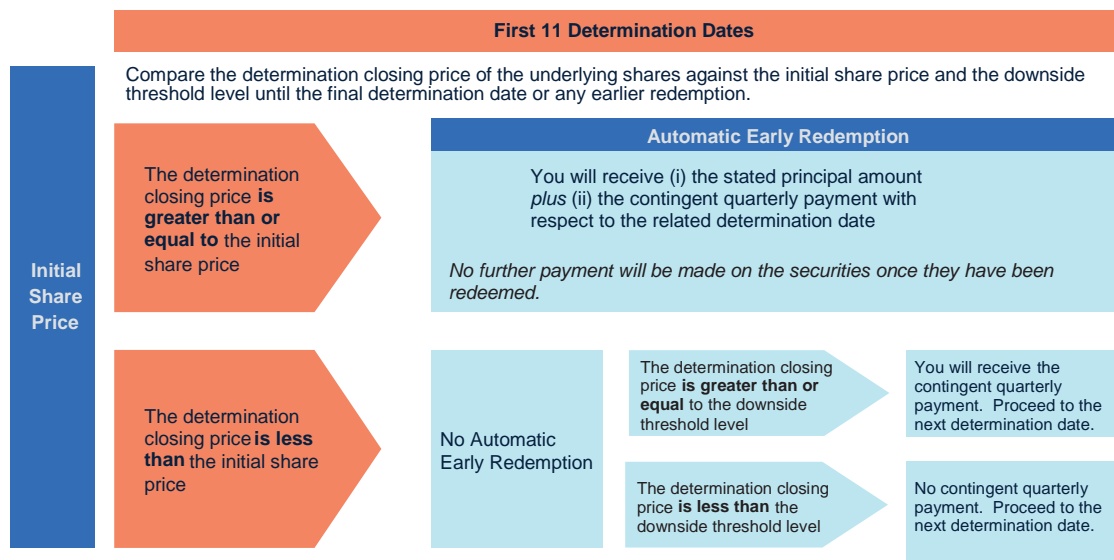 First 11 Determination Dates
Compare the determination closing price of the underlying shares against the initial share price and the downside
threshold level until the final determination date or any earlier redemption.
Initial
Share
Price
The determination
closing price is
greater than or
equal to the initial
share price
Automatic Early Redemption
You will receive (i) the stated principal amount
plus (ii) the contingent quarterly payment with
respect to the related determination date
No further payment will be made on the securities once they have been
redeemed.
The determination
closing price is less
than the initial share
price
No Automatic
Early Redemption
The determination closing
price is greater than or
equal to the downside
threshold level
You will receive the
contingent quarterly
payment.  Proceed to the
next determination date.
The determination closing
price is less than the
downside threshold level
No contingent quarterly
payment.  Proceed to the
next determination date.